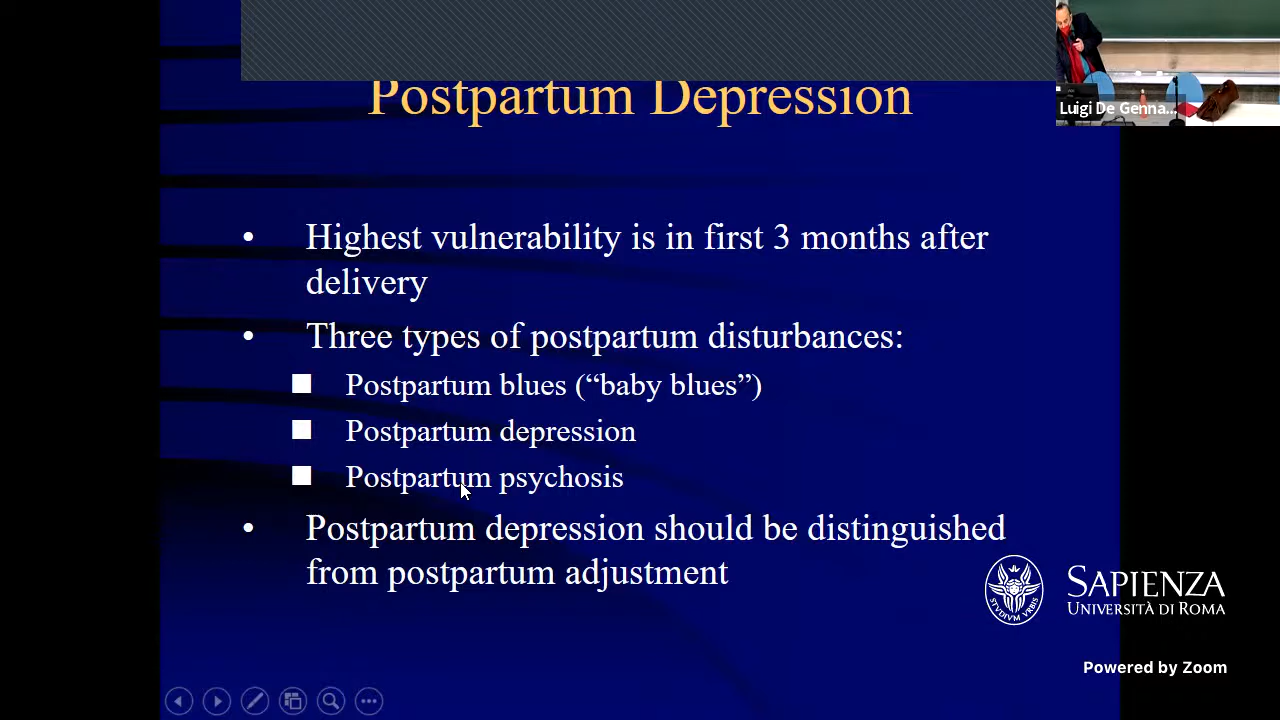 Postpartum Depression
Luigi De Genna...
• Highest vulnerability is in first 3 months after
delivery
• Three types of postpartum disturbances:
■ Postpartum blues (“baby blues”)
■ Postpartum depression
■ Postpartum psychosis
• Postpartum depression should be distinguished
from postpartum adjustment
STVDIVM VRBIS
SAPIENZA
UNIVERSITÀ DI ROMA
Powered by Zoom